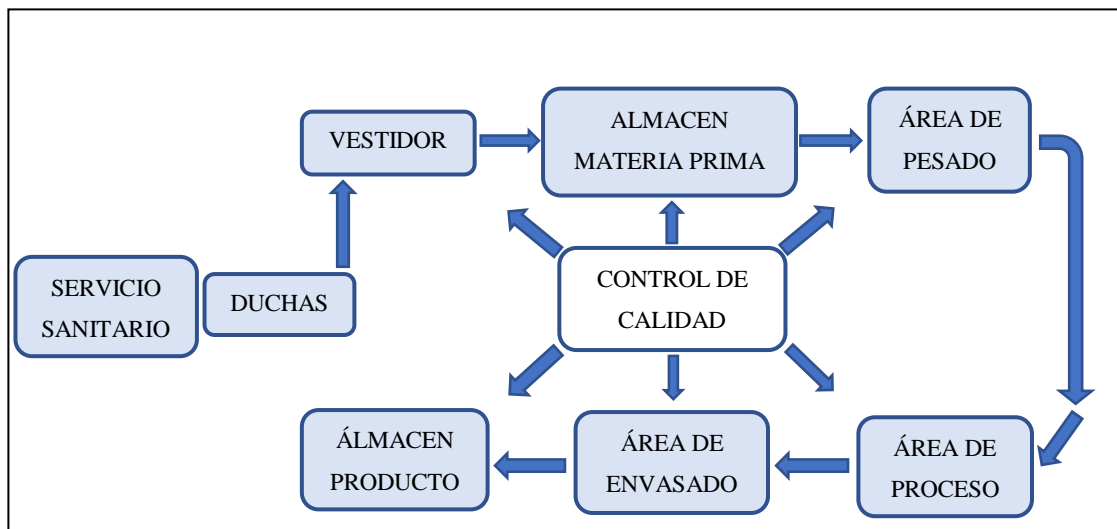 VESTIDOR
ALMACEN
MATERIA PRIMA
ÁREA DE
PESADO
SERVICIO
SANITARIO
DUCHAS
CONTROL DE
CALIDAD
ÁLMACEN
PRODUCTO
ÁREA DE
ENVASADO
ÁREA DE
PROCESO